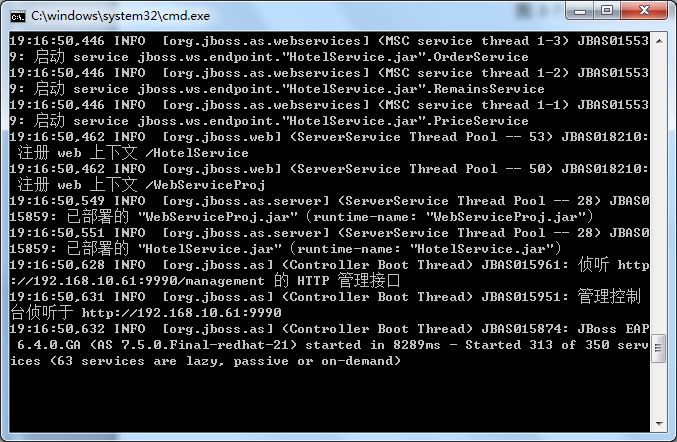 C:\windows\system32\cmd.exe
19:16:50,446 INFO  [org.jboss.as.webservices] (MSC service thread 1-3) JBAS01553
9: 启动 service jboss.ws.endpoint."HotelService.jar".OrderService
19:16:50,446 INFO  [org.jboss.as.webservices] (MSC service thread 1-2) JBAS01553
9: 启动 service jboss.ws.endpoint."HotelService.jar".RemainsService
19:16:50,446 INFO  [org.jboss.as.webservices] (MSC service thread 1-1) JBAS01553
9: 启动 service jboss.ws.endpoint."HotelService.jar".PriceService
19:16:50,462 INFO  [org.jboss.web] (ServerService Thread Pool -- 53) JBAS018210:
 注册 web 上下文 /HotelService
19:16:50,462 INFO  [org.jboss.web] (ServerService Thread Pool -- 50) JBAS018210:
 注册 web 上下文 /WebServiceProj
19:16:50,549 INFO  [org.jboss.as.server] (ServerService Thread Pool -- 28) JBAS0
15859: 已部署的 "WebServiceProj.jar" (runtime-name: "WebServiceProj.jar")
19:16:50,551 INFO  [org.jboss.as.server] (ServerService Thread Pool -- 28) JBAS0
15859: 已部署的 "HotelService.jar" (runtime-name: "HotelService.jar")
19:16:50,628 INFO  [org.jboss.as] (Controller Boot Thread) JBAS015961: 侦听 http
://192.168.10.61:9990/management 的 HTTP 管理接口
19:16:50,631 INFO  [org.jboss.as] (Controller Boot Thread) JBAS015951: 管理控制
台侦听于 http://192.168.10.61:9990
19:16:50,632 INFO  [org.jboss.as] (Controller Boot Thread) JBAS015874: JBoss EAP
 6.4.0.GA (AS 7.5.0.Final-redhat-21) started in 8289ms - Started 313 of 350 serv
ices (63 services are lazy, passive or on-demand)